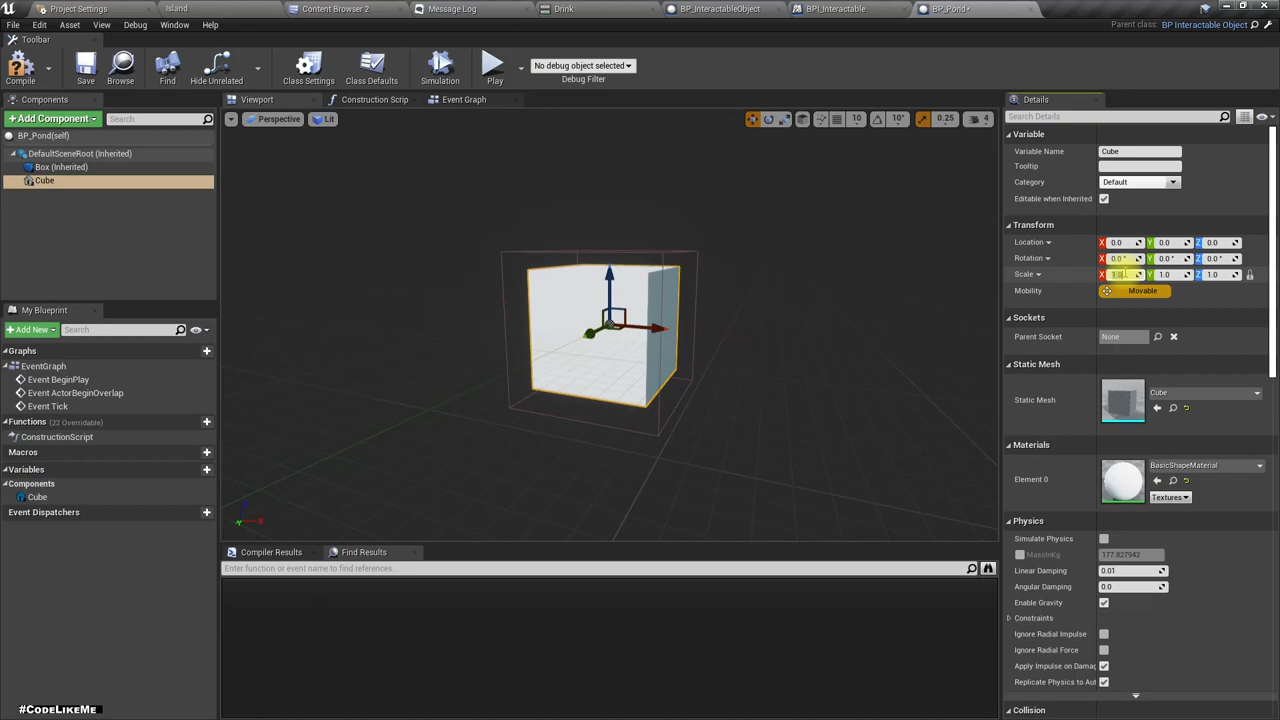 Project Settings
Island
Content Browser 2
Message Log
Drink
BP_InteractableObject
BPI_Interactable
BP_Pond*
File Edit Asset View Debug Window Help
Parent class: BP Interactable Object
Toolbar
Compile
Save
Browse
Find
Hide Unrelated
Class Settings
Class Defaults
Simulation
Play
No debug object selected
Debug Filter
Components
+ Add Component
Search
BP_Pond(self)
DefaultSceneRoot (Inherited)
Box (Inherited)
Cube
Viewport
Construction Scrip
Event Graph
Perspective
Lit
10
10°
0.25
4
Details
Search Details
Variable
Variable Name Cube
Tooltip
Category Default
Editable when Inherited
Transform
Location X 0.0 Y 0.0 Z 0.0
Rotation X 0.0 ° Y 0.0 ° Z 0.0 °
Scale X 1.0 Y 1.0 Z 1.0
Mobility Movable
Sockets
Parent Socket None
Static Mesh
Static Mesh Cube
Materials
Element 0 BasicShapeMaterial
Textures
Physics
Simulate Physics
MassInKg 177.827942
Linear Damping 0.01
Angular Damping 0.0
Enable Gravity
Constraints
Ignore Radial Impulse
Ignore Radial Force
Apply Impulse on Damag
Replicate Physics to Aut
Collision
My Blueprint
+ Add New
Search
Graphs
EventGraph
Event BeginPlay
Event ActorBeginOverlap
Event Tick
Functions (22 Overridable)
ConstructionScript
Macros
Variables
Components
Cube
Event Dispatchers
Compiler Results
Find Results
Enter function or event name to find references...
#CodeLikeMe